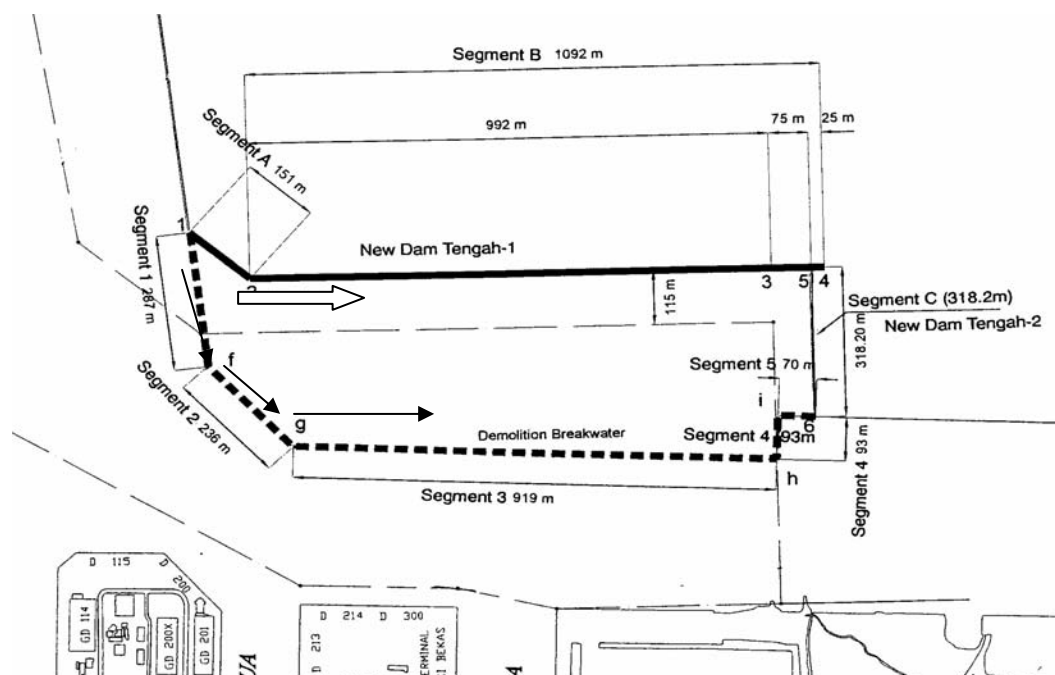 Segment B 1092 m
992 m
75 m
25 m
Segment A 151 m
1
New Dam Tengah-1
2
3
5
4
Segment 1 287 m
115 m
Segment C (318.2m)
New Dam Tengah-2
318.20 m
Segment 5 70 m
f
Segment 2 236 m
g
i
6
Demolition Breakwater
Segment 4 93m
Segment 4 93 m
h
Segment 3 919 m
D 115 D 200
GD 114
GD 200X
GD 201
D 214 D 300
D 213
ERMINAL
I BEKAS
UA
A